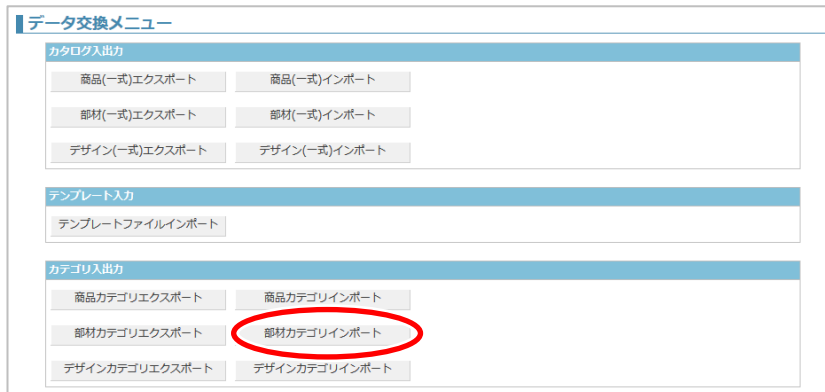 データ交換メニュー
カタログ入出力
商品(一式)エクスポート 商品(一式)インポート
部材(一式)エクスポート 部材(一式)インポート
デザイン(一式)エクスポート デザイン(一式)インポート
テンプレート入力
テンプレートファイルインポート
カテゴリ入出力
商品カテゴリエクスポート 商品カテゴリインポート
部材カテゴリエクスポート 部材カテゴリインポート
デザインカテゴリエクスポート デザインカテゴリインポート